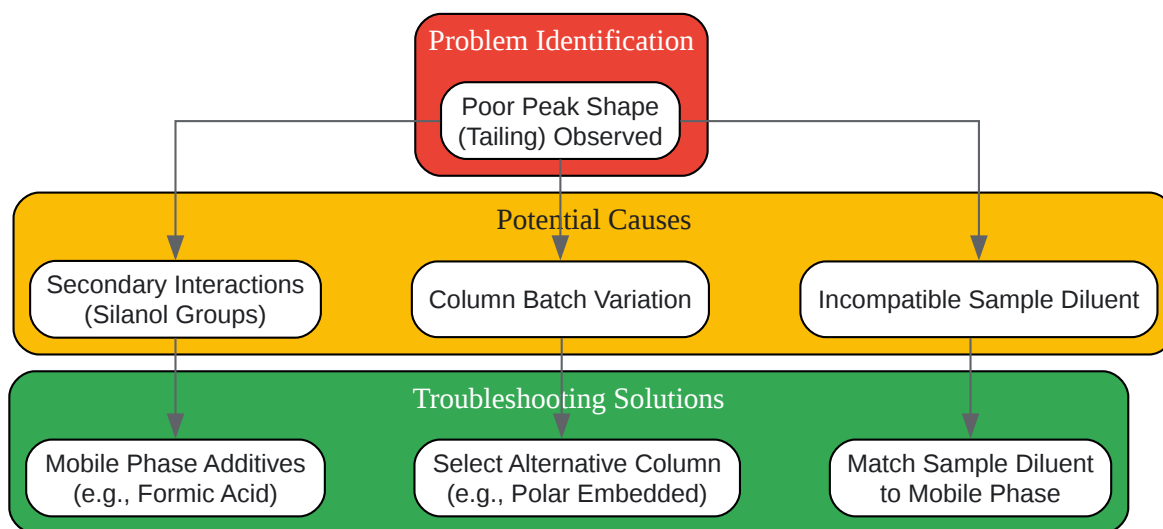 Problem Identification
Poor Peak Shape
(Tailing) Observed
Potential Causes
Secondary Interactions
(Silanol Groups)
Column Batch Variation
Incompatible Sample Diluent
Troubleshooting Solutions
Mobile Phase Additives
(e.g., Formic Acid)
Select Alternative Column
(e.g., Polar Embedded)
Match Sample Diluent
to Mobile Phase